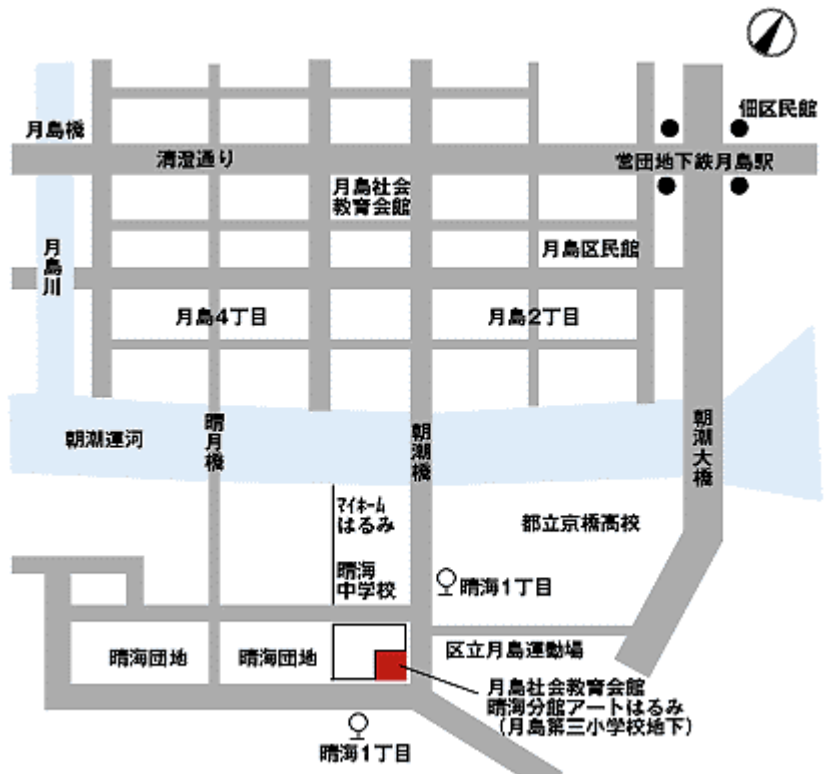 佃区民館
月島橋
清澄通り
営団地下鉄月島駅
月島社会
教育会館
月島川
月島区民館
月島4丁目
月島2丁目
朝潮運河
晴月橋
朝潮橋
朝潮大橋
マイホーム
はるみ
都立京橋高校
晴海
中学校
晴海1丁目
区立月島運動場
晴海団地
晴海団地
月島社会教育会館
晴海分館アートはるみ
（月島第三小学校地下）
晴海1丁目